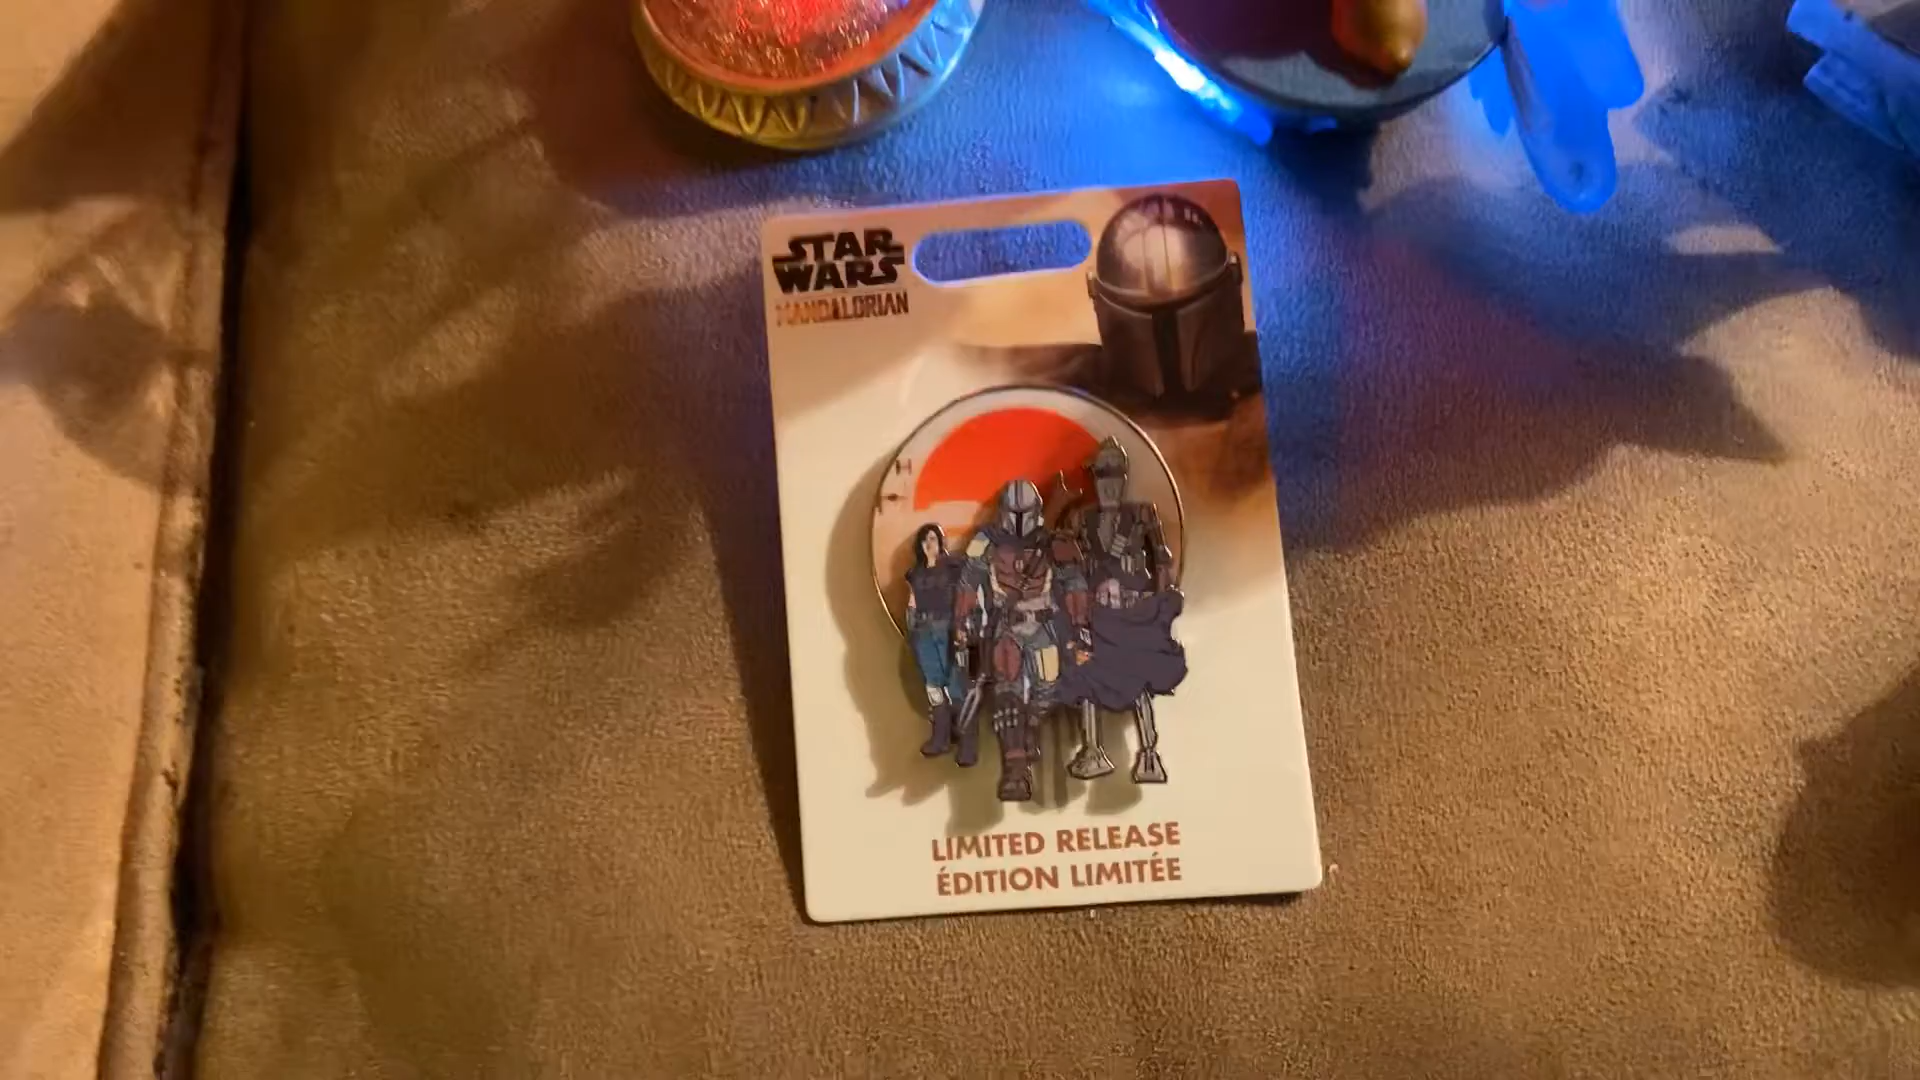 STAR
WARS
MANDALORIAN
LIMITED RELEASE
ÉDITION LIMITÉE